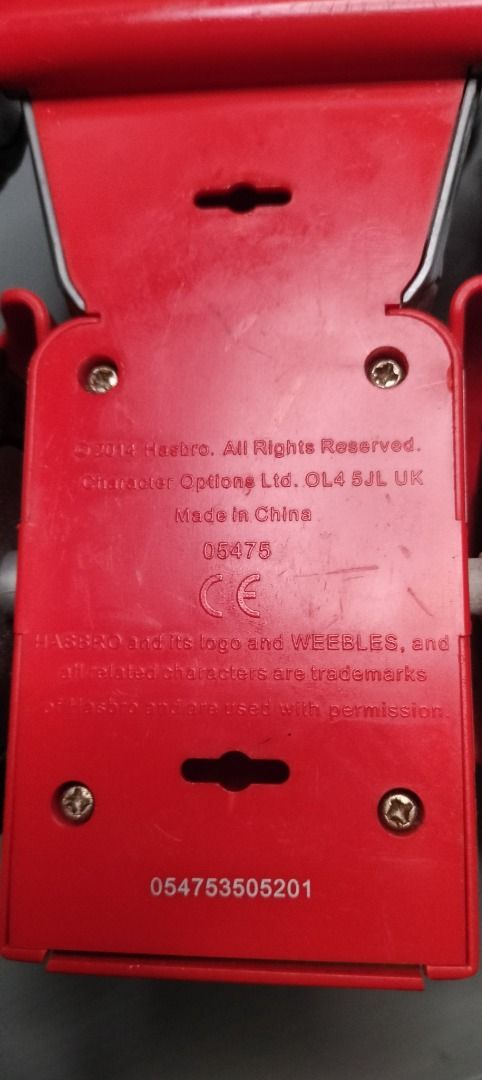 © 2014 Hasbro. All Rights Reserved.
Character Options Ltd. OL4 5JL UK
Made in China
05475
CE
HASBRO and its logo and WEEBLES, and
all related characters are trademarks
of Hasbro and are used with permission.
054753505201